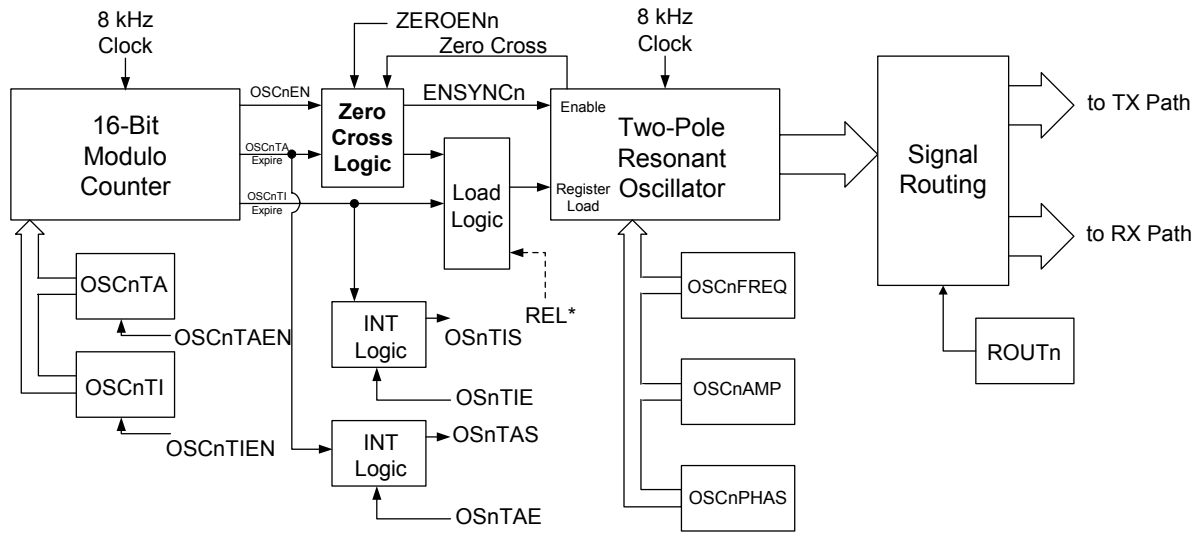 8 kHz
Clock
ZEROENn
Zero Cross
8 kHz
Clock
OSCnEN
ENSYNCn
Enable
16-Bit
Modulo
Counter
OSCnTA
Expire
OSCnTI
Expire
Zero
Cross
Logic
Load
Logic
Two-Pole
Resonant
Oscillator
Register
Load
Signal
Routing
to TX Path
to RX Path
OSCnTA
OSCnTAEN
OSCnTI
OSCnTIEN
REL*
INT
Logic
OSnTIS
OSnTIE
INT
Logic
OSnTAS
OSnTAE
OSCnFREQ
OSCnAMP
OSCnPHAS
ROUTn